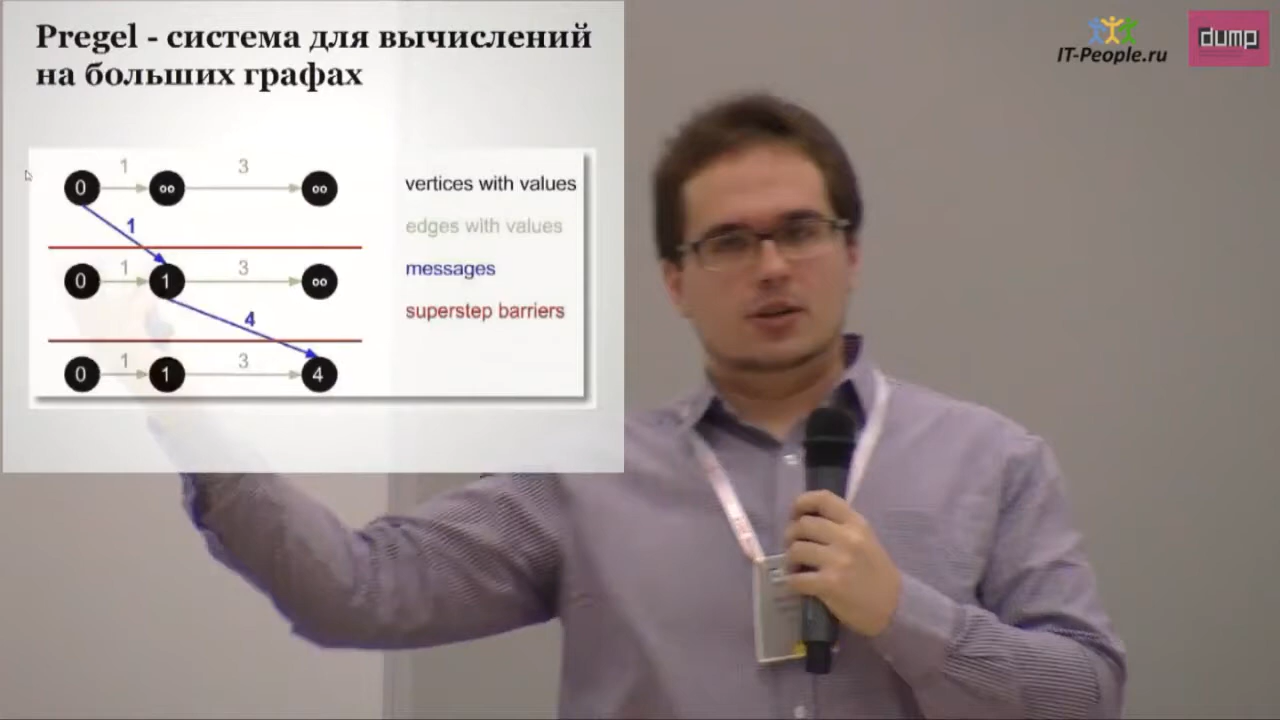 Pregel - система для вычислений
на больших графах
IT-People.ru
dump
1 3
0 ∞ ∞
vertices with values
1
edges with values
1 3
0 1 ∞
messages
4
superstep barriers
1 3
0 1 4